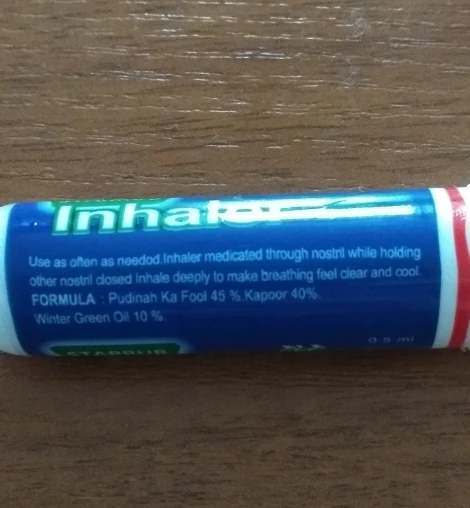 Inhaler
Use as often as needod.Inhaler medicated through nostril while holding
other nostril closed Inhale deeply to make breathing feel clear and cool.
FORMULA : Pudinah Ka Fool 45 % Kapoor 40%.
Winter Green Oil 10 %.
0.5 ml